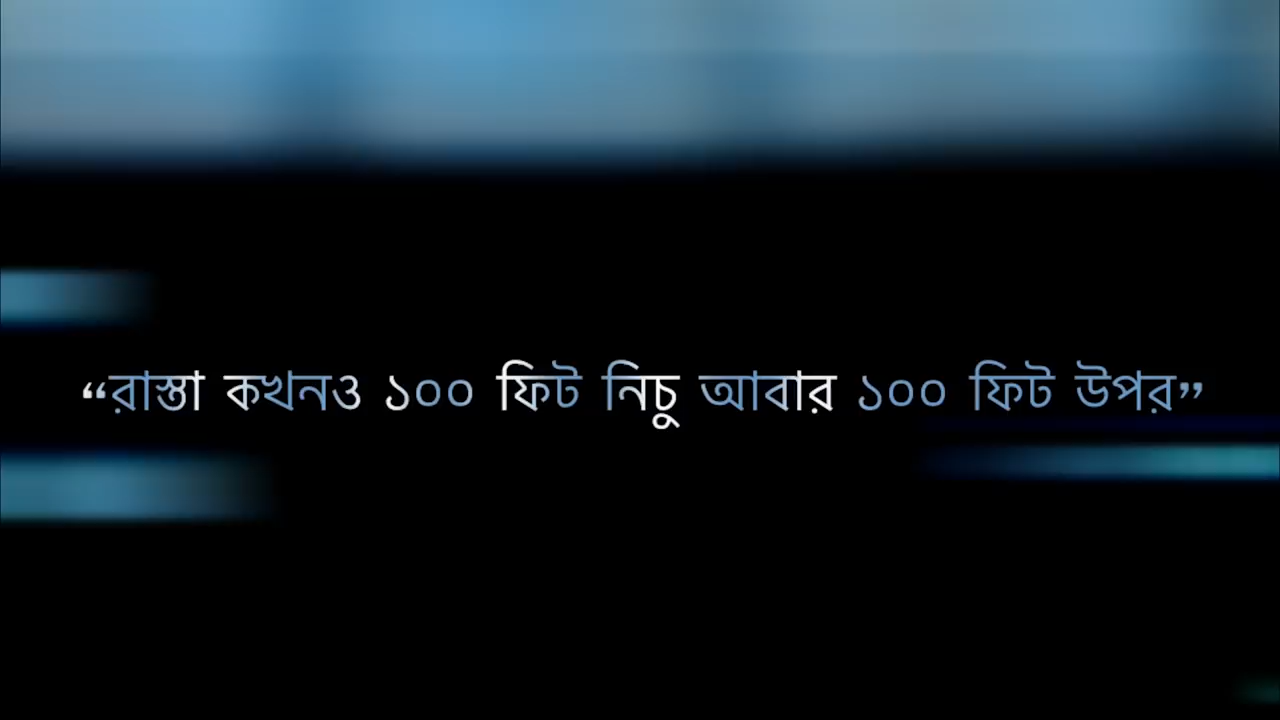 “রাস্তা কখনও ১০০ ফিট নিচু আবার ১০০ ফিট উপর”